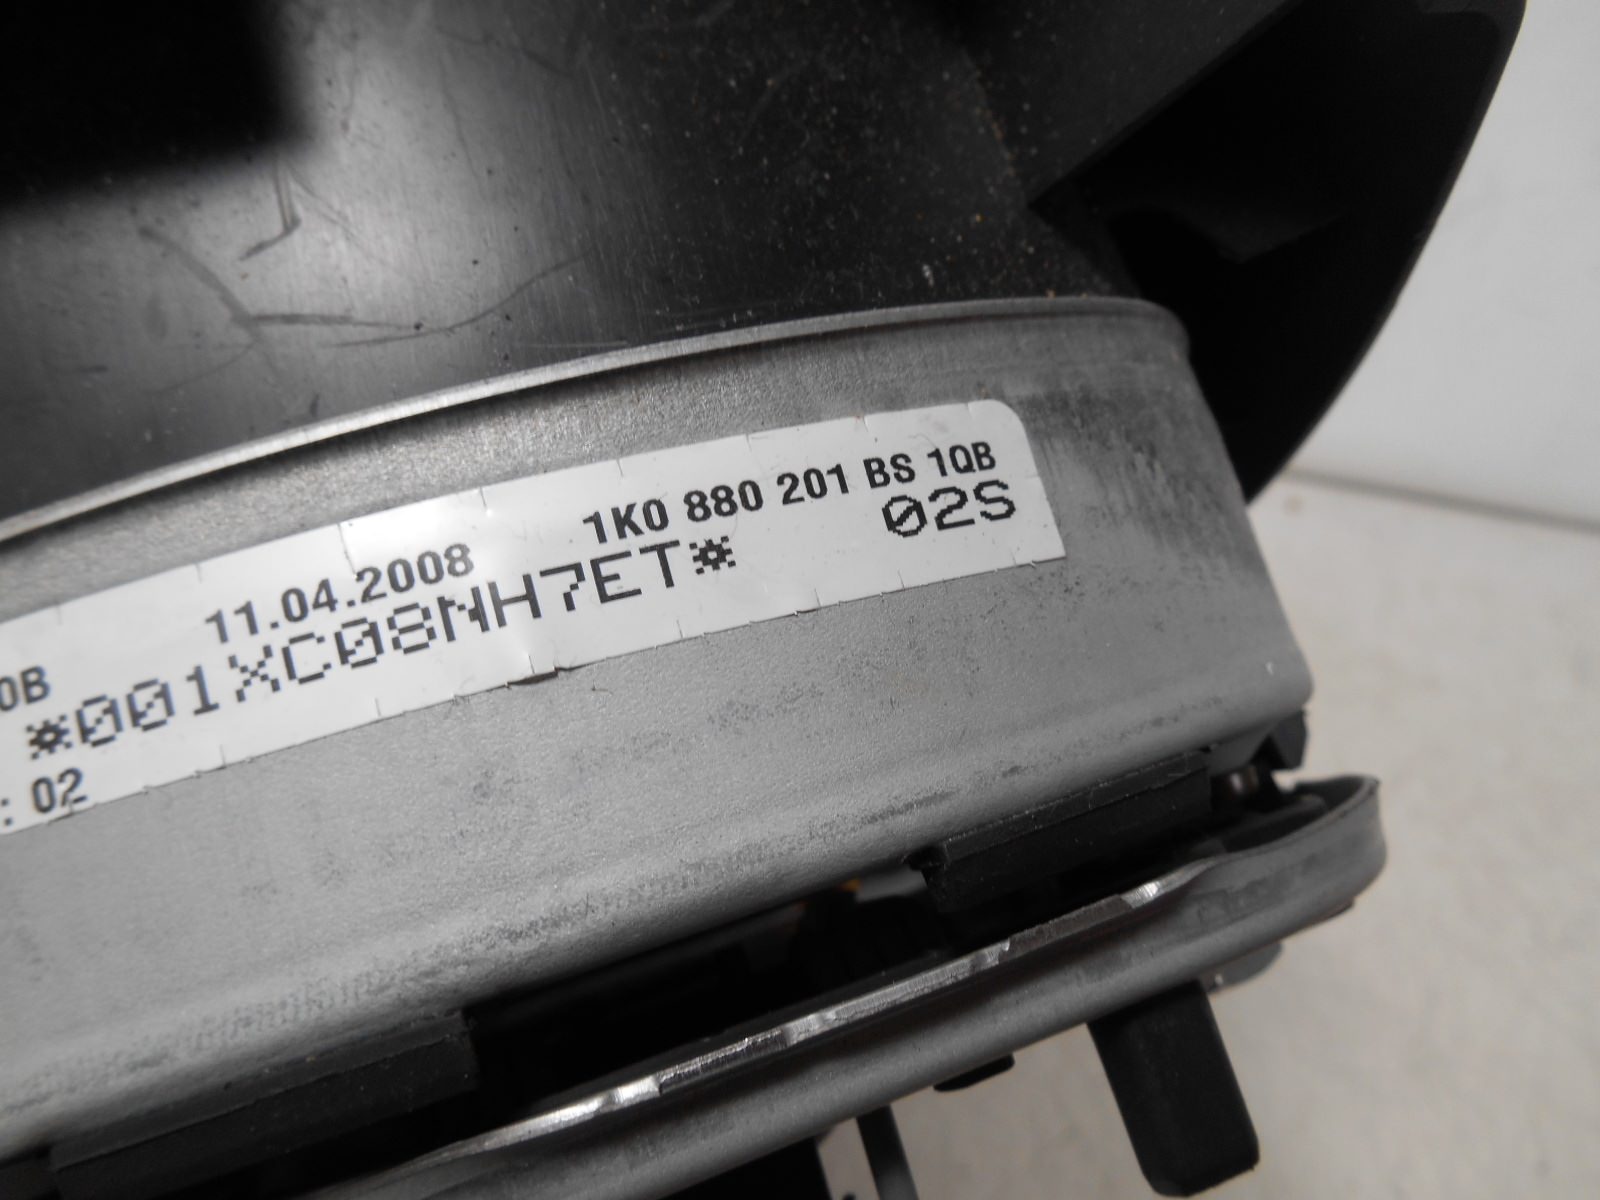 11.04.2008 1K0 880 201 BS 1QB
0B *001XC08NH7ET* 02S
: 02